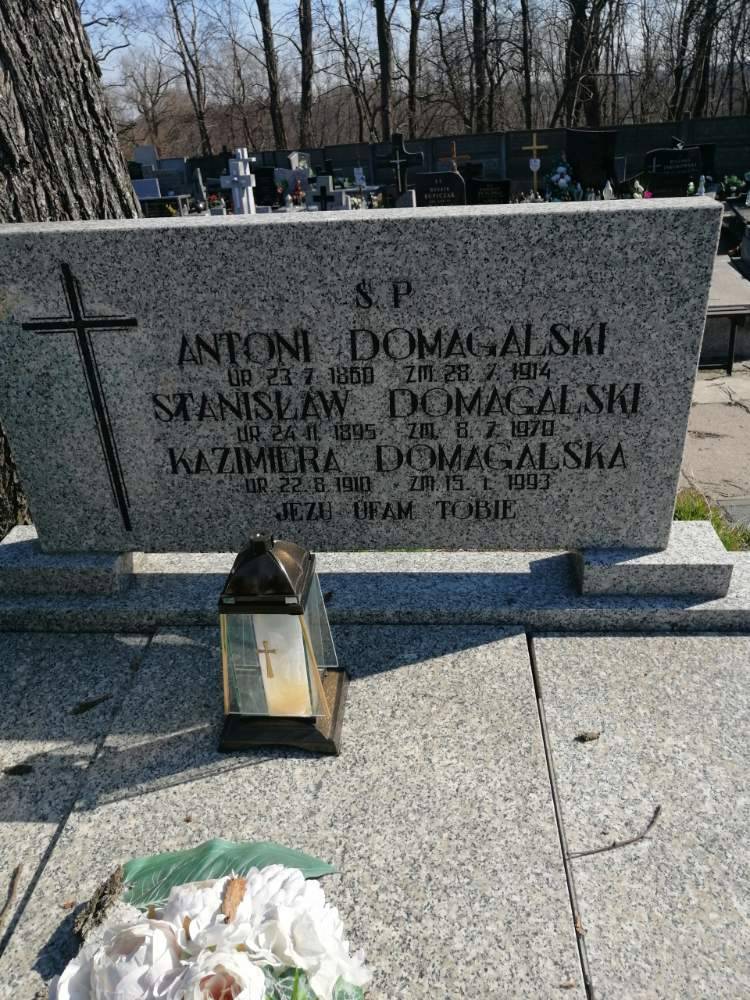 Ś. P.
ANTONI DOMAGALSKI
UR. 23. 7. 1860 ZM. 28. 7. 1914
STANISŁAW DOMAGALSKI
UR. 24. 11. 1895 ZM. 8. 7. 1970
KAZIMIERA DOMAGALSKA
UR. 22. 6. 1910 ZM. 15. 1. 1993
JEZU UFAM TOBIE